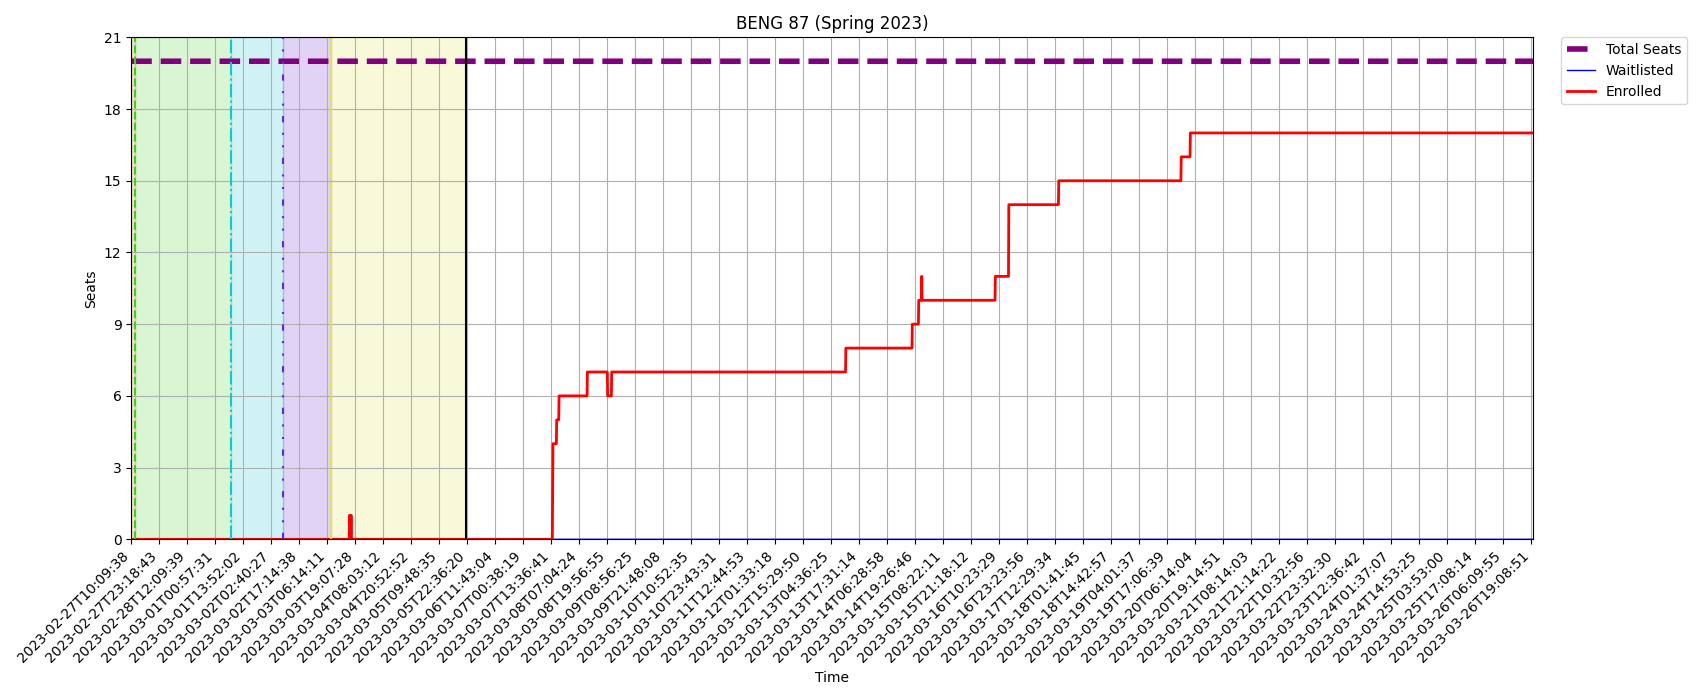 BENG 87 (Spring 2023)
Total Seats
Waitlisted
Enrolled
21
18
15
12
9
6
3
0
Seats
2023-02-27T10:09:38
2023-02-27T23:18:43
2023-02-28T12:09:39
2023-03-01T00:57:31
2023-03-01T13:52:02
2023-03-02T02:40:27
2023-03-02T17:14:38
2023-03-03T06:14:11
2023-03-03T19:07:28
2023-03-04T08:03:12
2023-03-04T20:52:52
2023-03-05T09:48:35
2023-03-05T22:36:20
2023-03-06T11:43:04
2023-03-07T00:38:19
2023-03-07T13:36:41
2023-03-08T07:04:24
2023-03-08T19:56:55
2023-03-09T08:56:25
2023-03-09T21:48:08
2023-03-10T10:52:35
2023-03-10T23:43:31
2023-03-11T12:44:53
2023-03-12T01:33:18
2023-03-12T15:29:50
2023-03-13T04:36:25
2023-03-13T17:31:14
2023-03-14T06:28:58
2023-03-14T19:26:46
2023-03-15T08:22:11
2023-03-15T21:18:12
2023-03-16T10:23:29
2023-03-16T23:23:56
2023-03-17T12:29:34
2023-03-18T01:41:45
2023-03-18T14:42:57
2023-03-19T04:01:37
2023-03-19T17:06:39
2023-03-20T06:14:04
2023-03-20T19:14:51
2023-03-21T08:14:03
2023-03-21T21:14:22
2023-03-22T10:32:56
2023-03-22T23:32:30
2023-03-23T12:36:42
2023-03-24T01:37:07
2023-03-24T14:53:25
2023-03-25T03:53:00
2023-03-25T17:08:14
2023-03-26T06:09:55
2023-03-26T19:08:51
Time